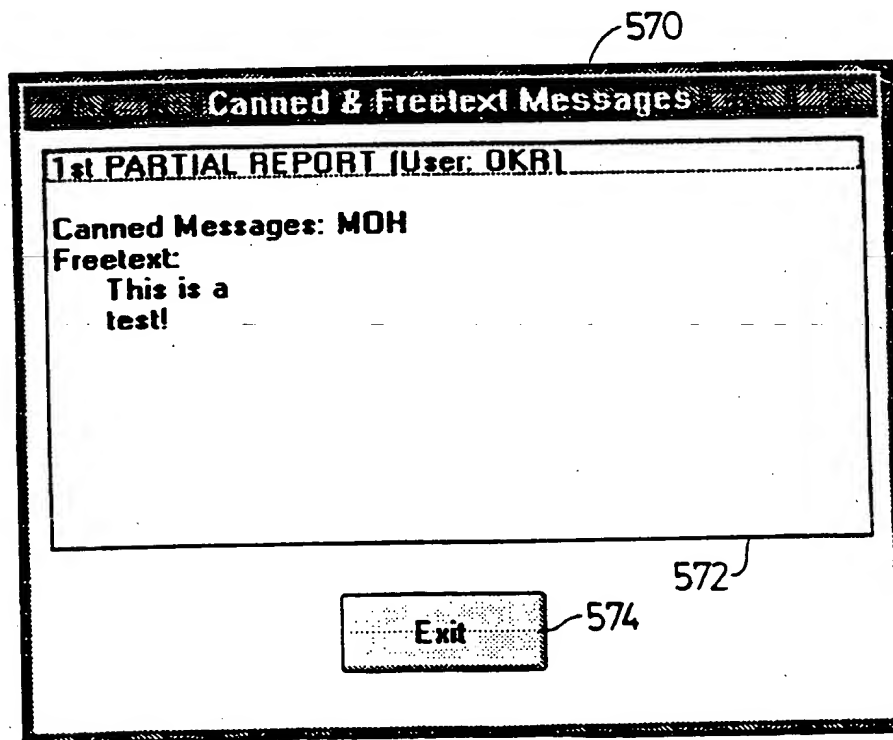 570
Canned & Freetext Messages
1st PARTIAL REPORT (User: OKR)
Canned Messages: MOH
Freetext:
This is a
test!
572
Exit
574